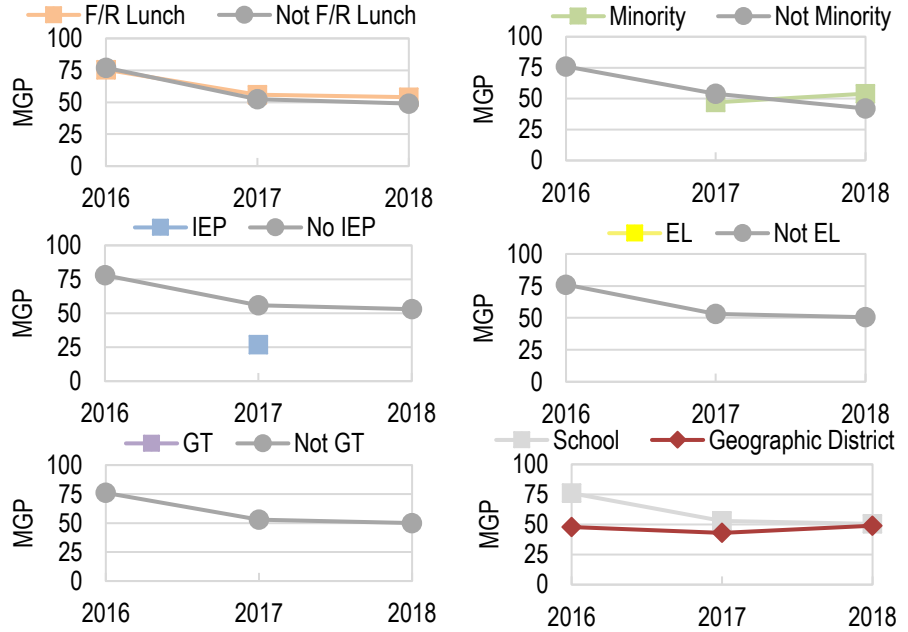 F/R Lunch Not F/R Lunch
100
75
50
25
0
MGP
2016 2017 2018
Minority Not Minority
100
75
50
25
0
MGP
2016 2017 2018
IEP No IEP
100
75
50
25
0
MGP
2016 2017 2018
EL Not EL
100
75
50
25
0
MGP
2016 2017 2018
GT Not GT
100
75
50
25
0
MGP
2016 2017 2018
School Geographic District
100
75
50
25
0
MGP
2016 2017 2018